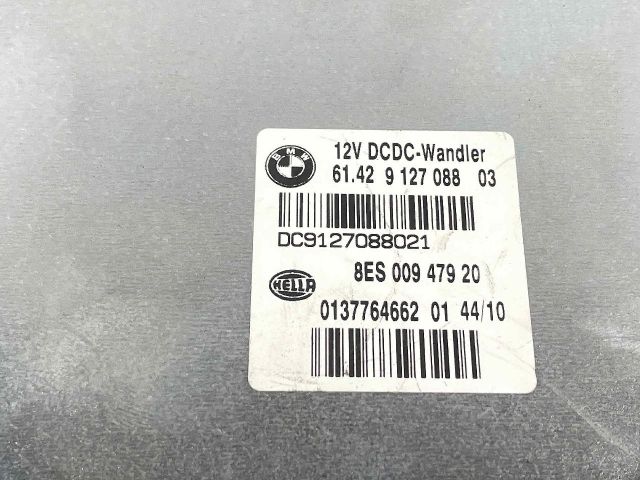 BMW
12V DCDC-Wandler
61.42 9 127 088 03
DC9127088021
8ES 009 479 20
HELLA
0137764662 01 44/10